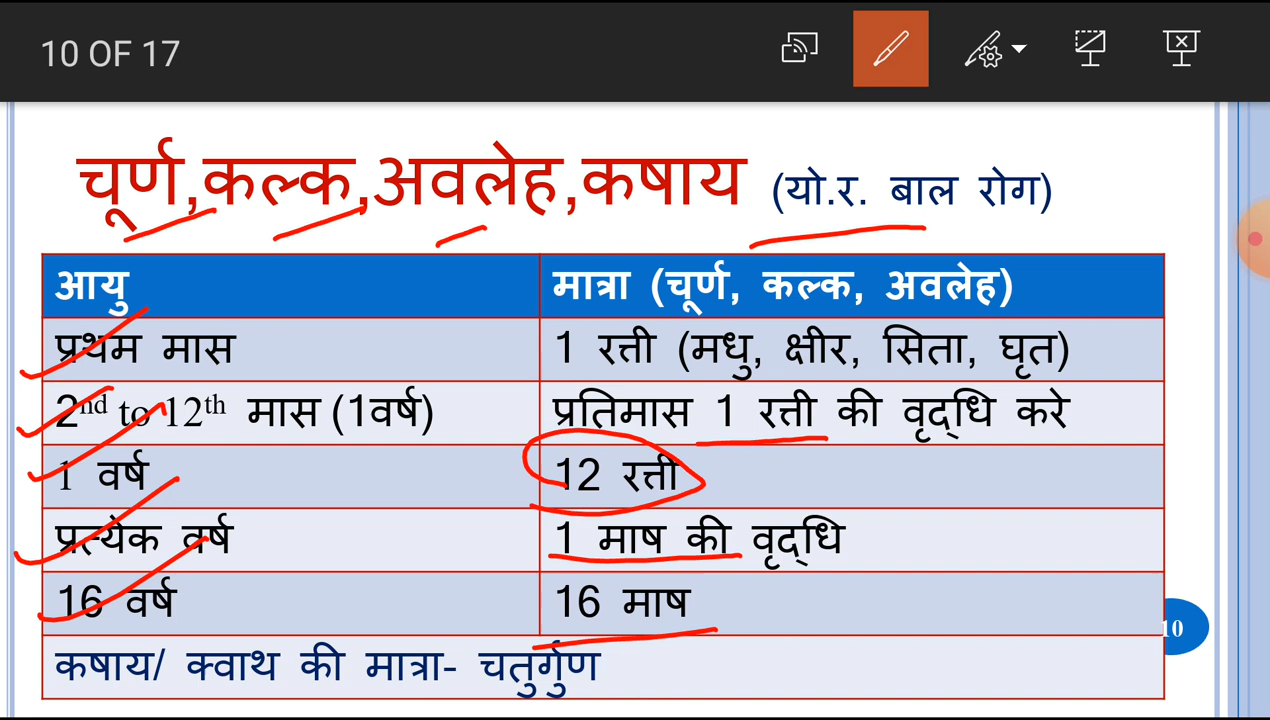 10 OF 17
चूर्ण,कल्क,अवलेह,कषाय (यो.र. बाल रोग)
आयु मात्रा (चूर्ण, कल्क, अवलेह)
प्रथम मास 1 रत्ती (मधु, क्षीर, सिता, घृत)
2nd to 12th मास (1वर्ष) प्रतिमास 1 रत्ती की वृद्धि करे
1 वर्ष 12 रत्ती
प्रत्येक वर्ष 1 माष की वृद्धि
16 वर्ष 16 माष
10
कषाय/ क्वाथ की मात्रा- चतुर्गुण